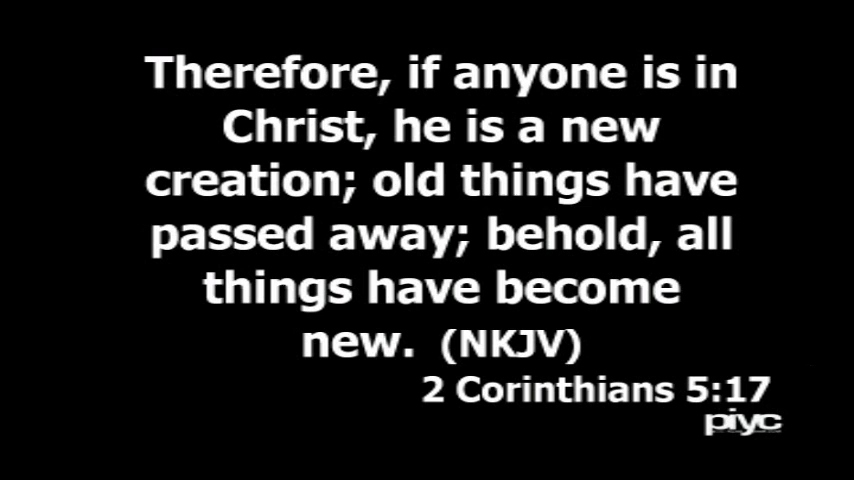 Therefore, if anyone is in
Christ, he is a new
creation; old things have
passed away; behold, all
things have become
new. (NKJV)
2 Corinthians 5:17
piyc